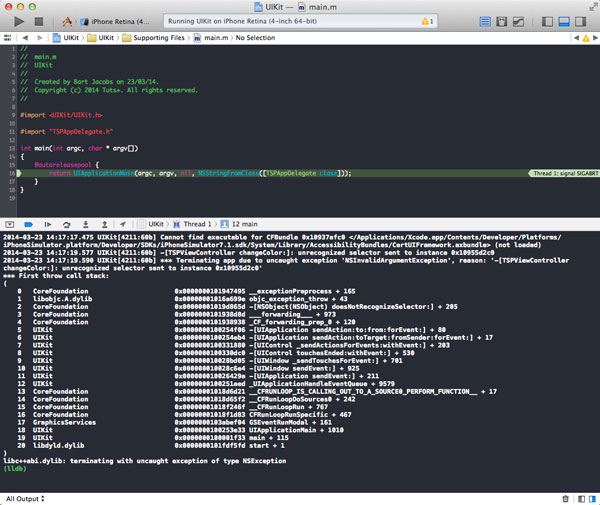 UIKit — main.m
iPhone Retina (4...
Running UIKit on iPhone Retina (4-inch 64-bit)
1
UIKit
UIKit
Supporting Files
main.m
No Selection
//
//  main.m
//  UIKit
//
//  Created by Bart Jacobs on 23/03/14.
//  Copyright (c) 2014 Tuts+. All rights reserved.
//
#import <UIKit/UIKit.h>
#import "TSPAppDelegate.h"
int main(int argc, char * argv[])
{
@autoreleasepool {
return UIApplicationMain(argc, argv, nil, NSStringFromClass([TSPAppDelegate class]));
Thread 1: signal SIGABRT
}
}
UIKit
Thread 1
12 main
2014-03-23 14:17:17.475 UIKit[4211:60b] Cannot find executable for CFBundle 0x10937efc0 </Applications/Xcode.app/Contents/Developer/Platforms/
iPhoneSimulator.platform/Developer/SDKs/iPhoneSimulator7.1.sdk/System/Library/AccessibilityBundles/CertUIFramework.axbundle> (not loaded)
2014-03-23 14:17:19.577 UIKit[4211:60b] -[TSPViewController changeColor:]: unrecognized selector sent to instance 0x10955d2c0
2014-03-23 14:17:19.580 UIKit[4211:60b] *** Terminating app due to uncaught exception 'NSInvalidArgumentException', reason: '-[TSPViewController
changeColor:]: unrecognized selector sent to instance 0x10955d2c0'
*** First throw call stack:
(
0 CoreFoundation 0x0000000101947495 __exceptionPreprocess + 165
1 libobjc.A.dylib 0x00000001016a699e objc_exception_throw + 43
2 CoreFoundation 0x00000001019d865d -[NSObject(NSObject) doesNotRecognizeSelector:] + 205
3 CoreFoundation 0x0000000101938d8d ___forwarding___ + 973
4 CoreFoundation 0x0000000101938938 _CF_forwarding_prep_0 + 120
5 UIKit 0x0000000100254f06 -[UIApplication sendAction:to:from:forEvent:] + 80
6 UIKit 0x0000000100254eb4 -[UIApplication sendAction:toTarget:fromSender:forEvent:] + 17
7 UIKit 0x0000000100331880 -[UIControl _sendActionsForEvents:withEvent:] + 203
8 UIKit 0x0000000100330dc0 -[UIControl touchesEnded:withEvent:] + 530
9 UIKit 0x000000010028bd05 -[UIWindow _sendTouchesForEvent:] + 701
10 UIKit 0x000000010028c6e4 -[UIWindow sendEvent:] + 925
11 UIKit 0x000000010026429a -[UIApplication sendEvent:] + 211
12 UIKit 0x0000000100251aed _UIApplicationHandleEventQueue + 9579
13 CoreFoundation 0x00000001018d6d21 __CFRUNLOOP_IS_CALLING_OUT_TO_A_SOURCE0_PERFORM_FUNCTION__ + 17
14 CoreFoundation 0x00000001018d65f2 __CFRunLoopDoSources0 + 242
15 CoreFoundation 0x00000001018f246f __CFRunLoopRun + 767
16 CoreFoundation 0x00000001018f1d83 CFRunLoopRunSpecific + 467
17 GraphicsServices 0x00000001003abef04 GSEventRunModal + 161
18 UIKit 0x0000000100253e33 UIApplicationMain + 1010
19 UIKit 0x0000000100001f33 main + 115
20 libdyld.dylib 0x0000000101fdf5fd start + 1
)
libc++abi.dylib: terminating with uncaught exception of type NSException
(lldb)
All Output